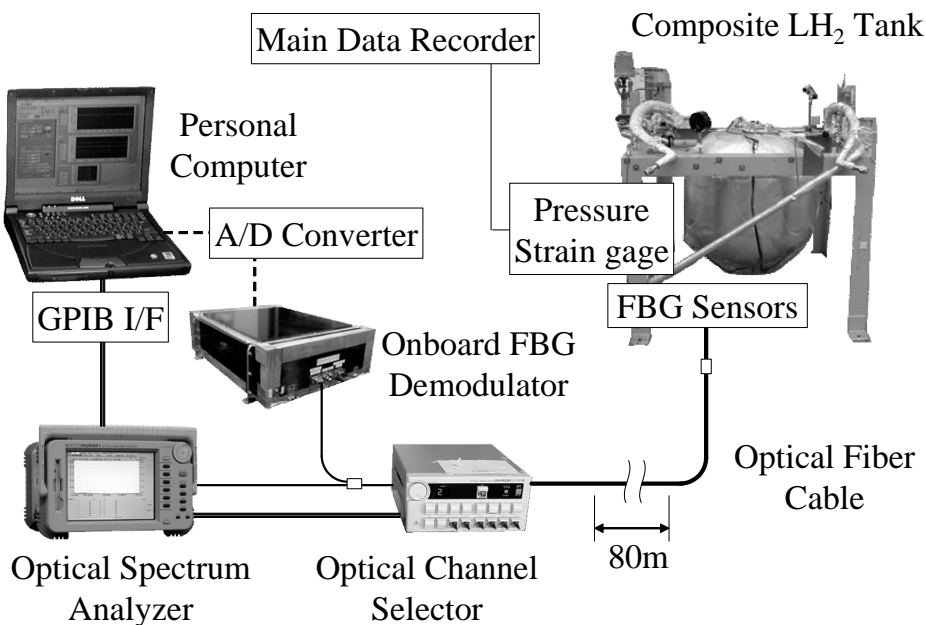 Main Data Recorder
Composite LH₂ Tank
Personal
Computer
DELL
A/D Converter
Pressure
Strain gage
GPIB I/F
FBG Sensors
Onboard FBG
Demodulator
Optical Fiber
Cable
80m
Optical Spectrum
Analyzer
Optical Channel
Selector